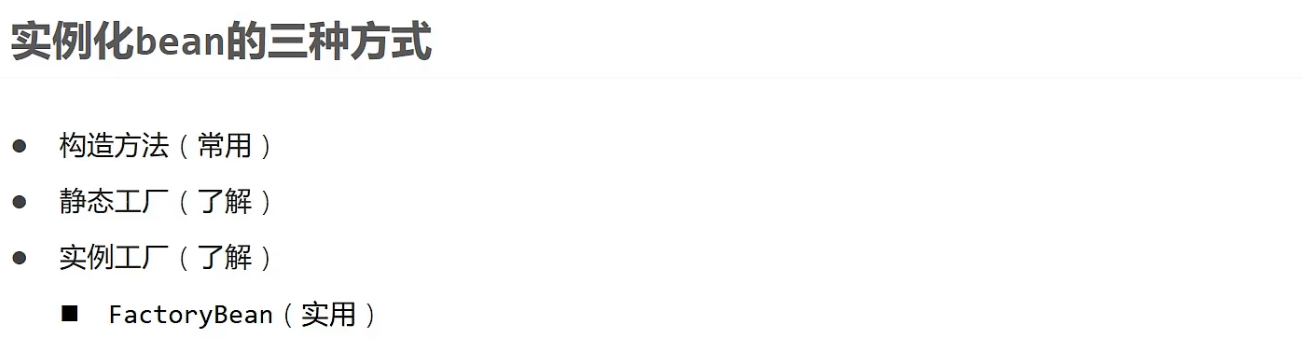 实例化bean的三种方式
● 构造方法（常用）
● 静态工厂（了解）
● 实例工厂（了解）
■ FactoryBean（实用）